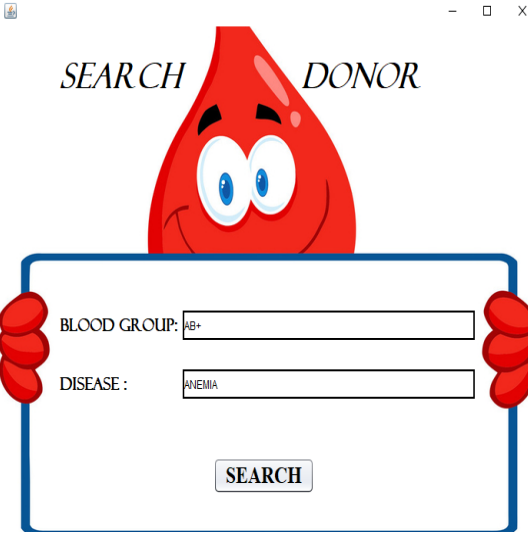 SEARCH DONOR
BLOOD GROUP: AB+
DISEASE : ANEMIA
SEARCH